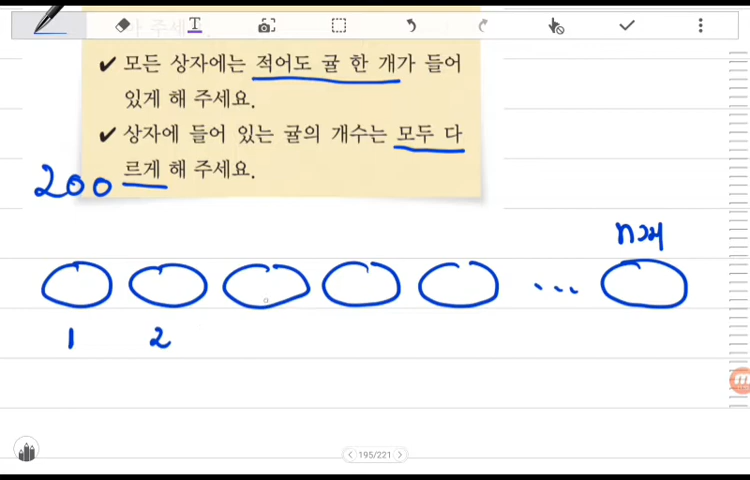 ✔ 모든 상자에는 적어도 귤 한 개가 들어
있게 해 주세요.
✔ 상자에 들어 있는 귤의 개수는 모두 다
르게 해 주세요.
200
n개
1 2
...
195/221